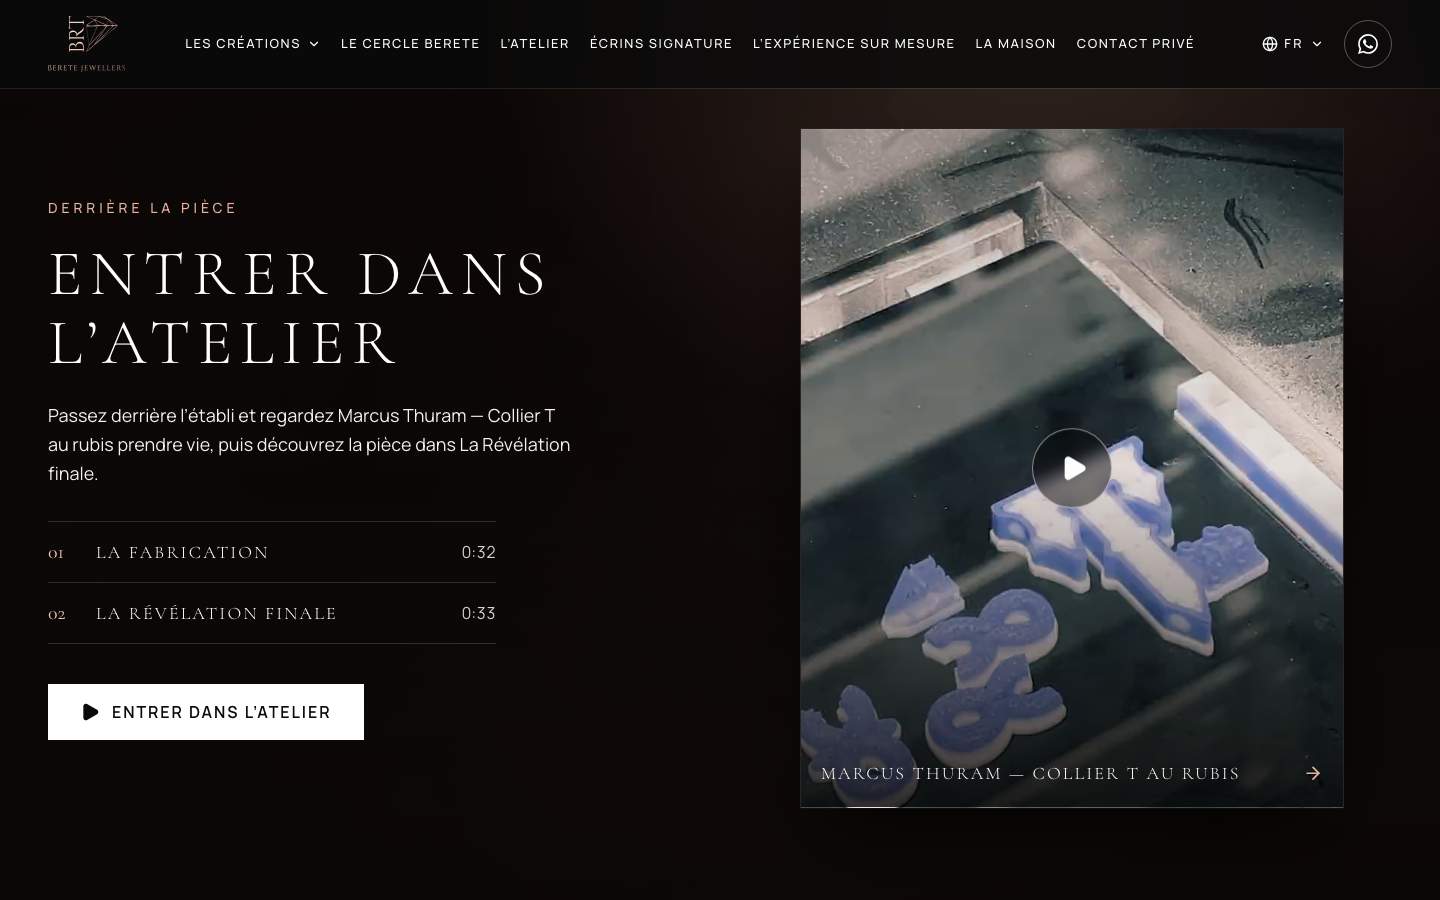 BRT
BERETE JEWELLERS
LES CRÉATIONS
LE CERCLE BERETE
L’ATELIER
ÉCRINS SIGNATURE
L’EXPÉRIENCE SUR MESURE
LA MAISON
CONTACT PRIVÉ
FR
DERRIÈRE LA PIÈCE
ENTRER DANS
L’ATELIER
Passez derrière l’établi et regardez Marcus Thuram — Collier T
au rubis prendre vie, puis découvrez la pièce dans La Révélation
finale.
01 LA FABRICATION 0:32
02 LA RÉVÉLATION FINALE 0:33
ENTRER DANS L’ATELIER
MARCUS THURAM — COLLIER T AU RUBIS